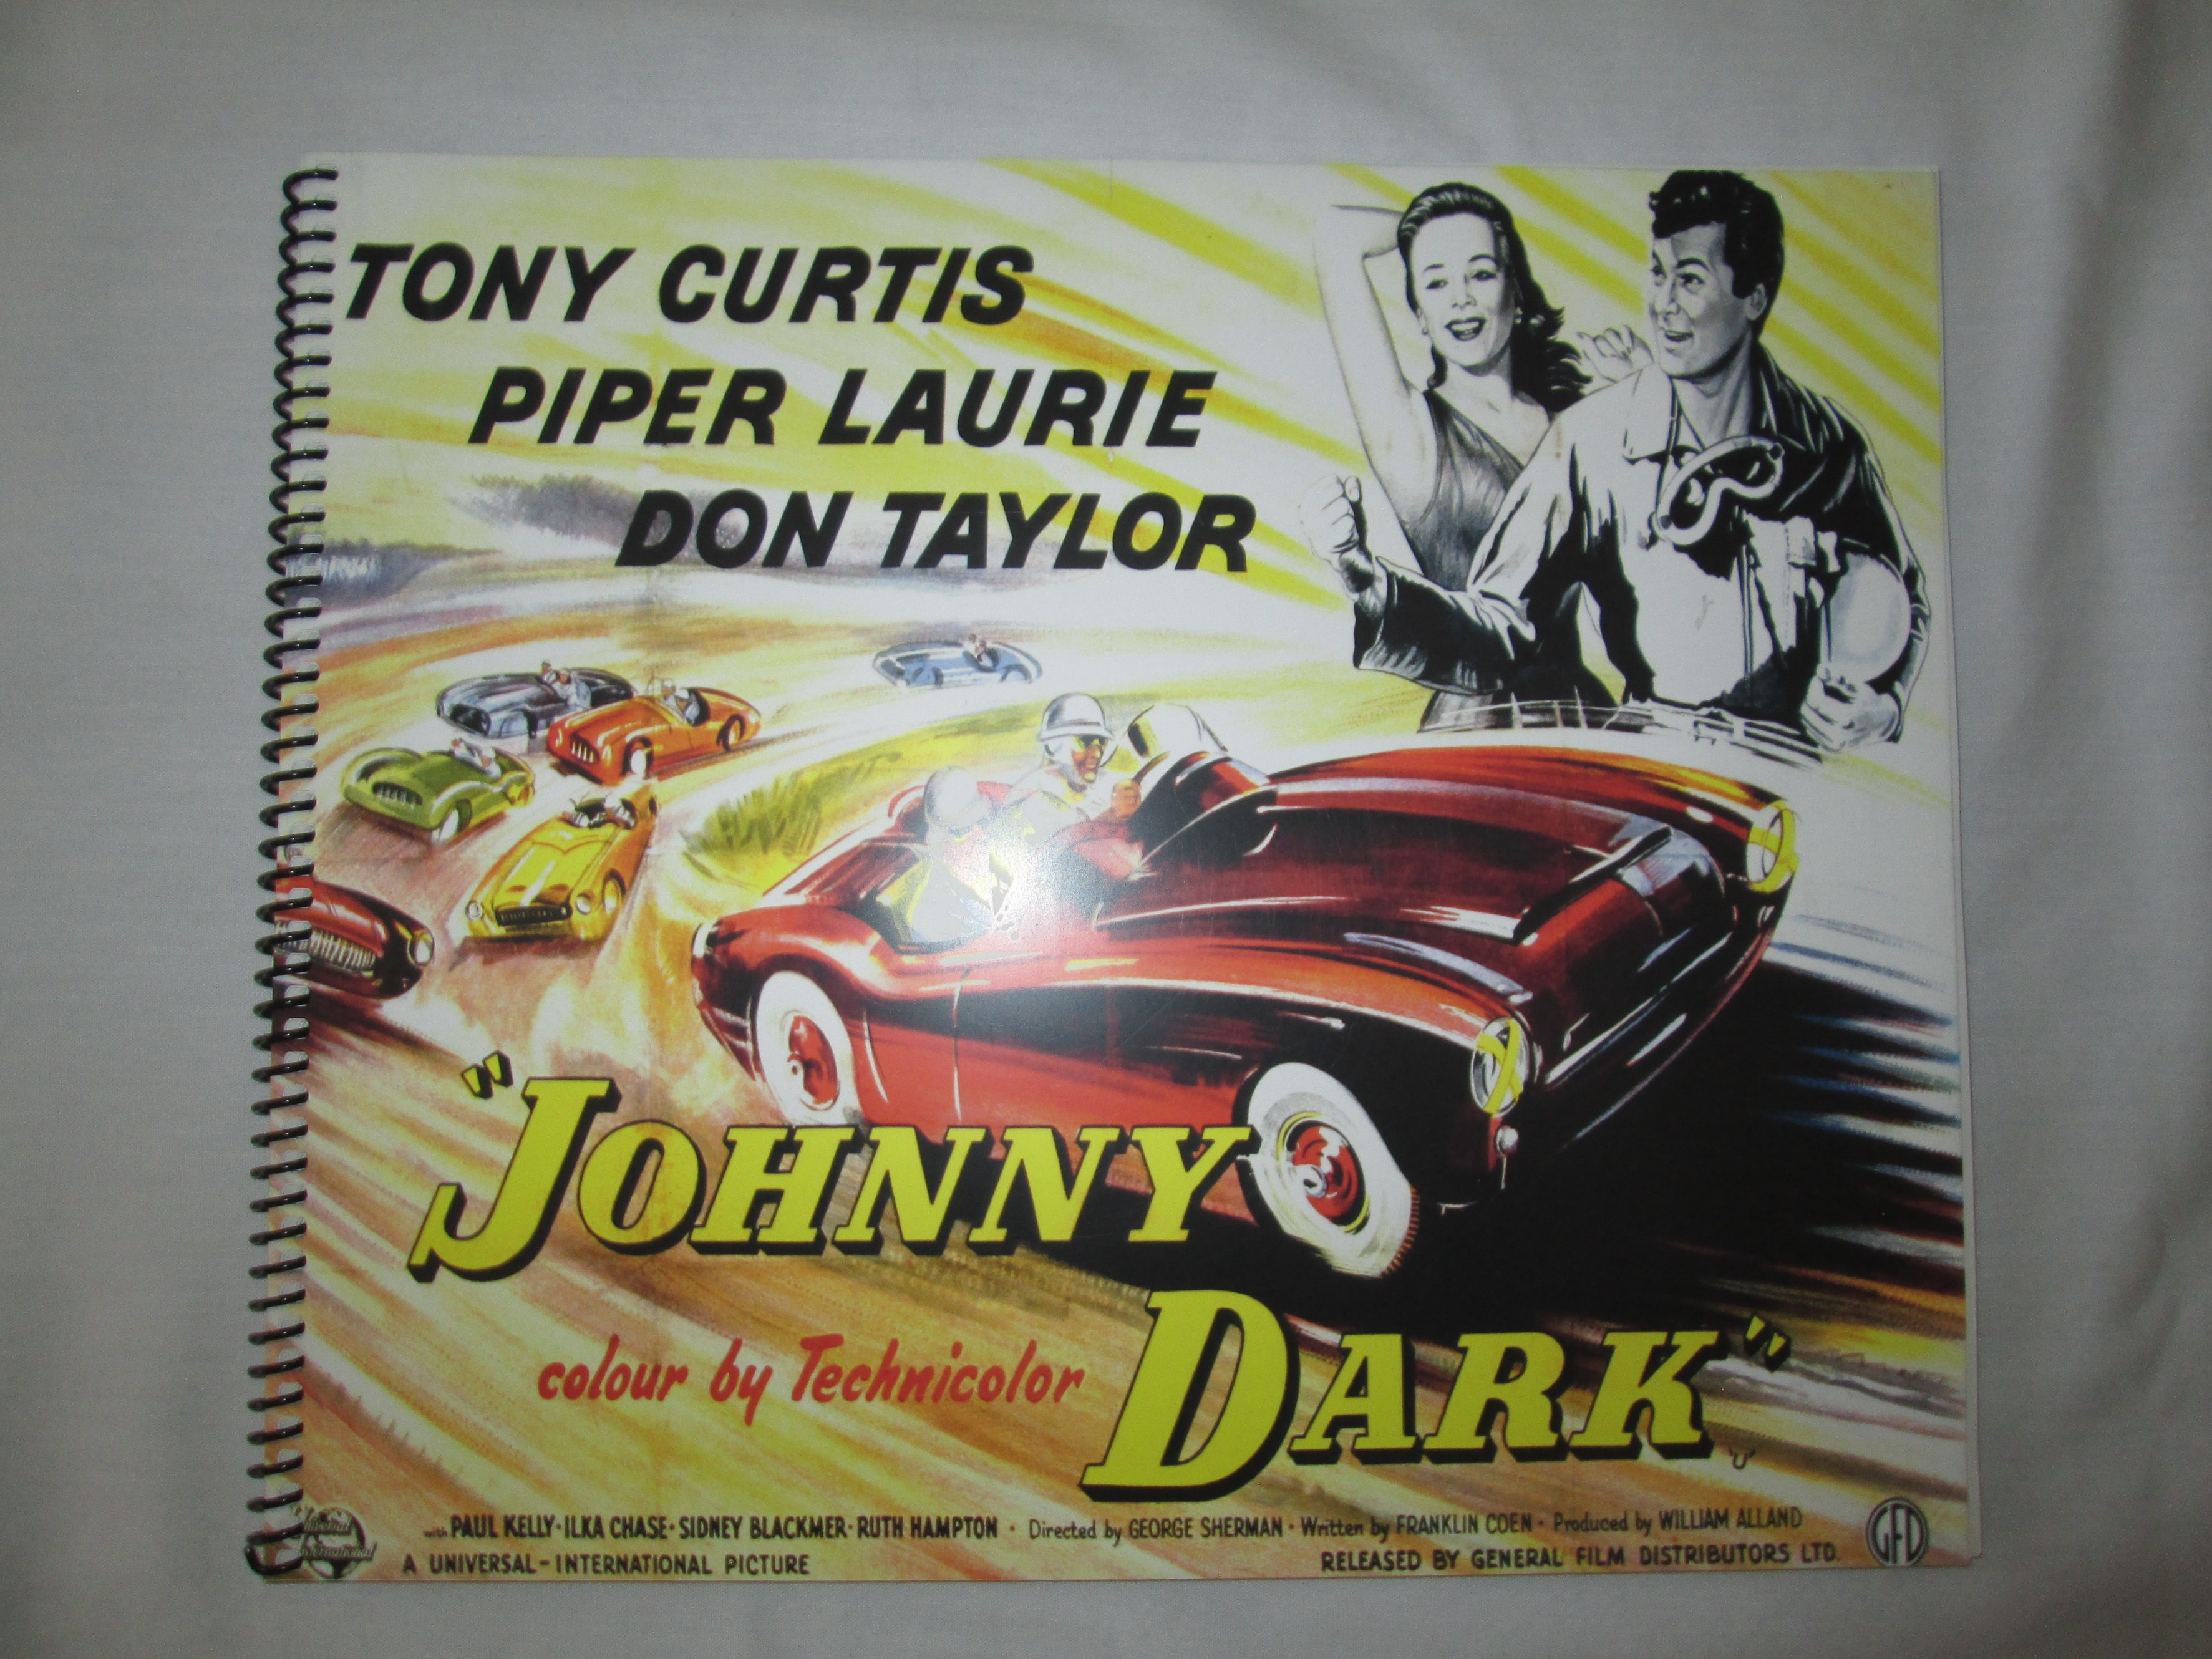 TONY CURTIS
PIPER LAURIE
DON TAYLOR
"JOHNNY
DARK"
colour by Technicolor
with PAUL KELLY · ILKA CHASE · SIDNEY BLACKMER · RUTH HAMPTON · Directed by GEORGE SHERMAN · Written by FRANKLIN COEN · Produced by WILLIAM ALLAND
Universal
International
A UNIVERSAL-INTERNATIONAL PICTURE
RELEASED BY GENERAL FILM DISTRIBUTORS LTD.
GFD